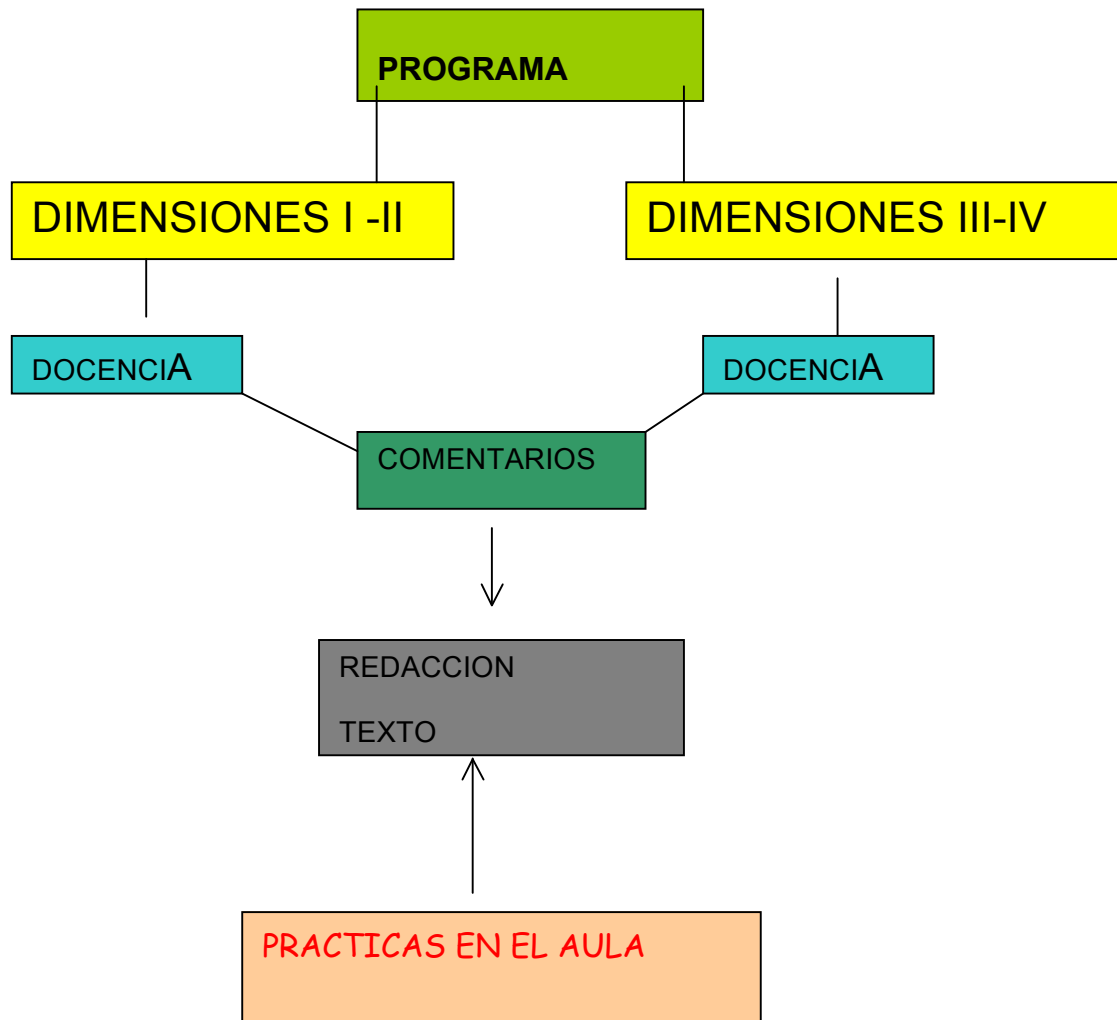 PROGRAMA
DIMENSIONES I -II
DIMENSIONES III-IV
DOCENCIA
DOCENCIA
COMENTARIOS
REDACCION
TEXTO
PRACTICAS EN EL AULA